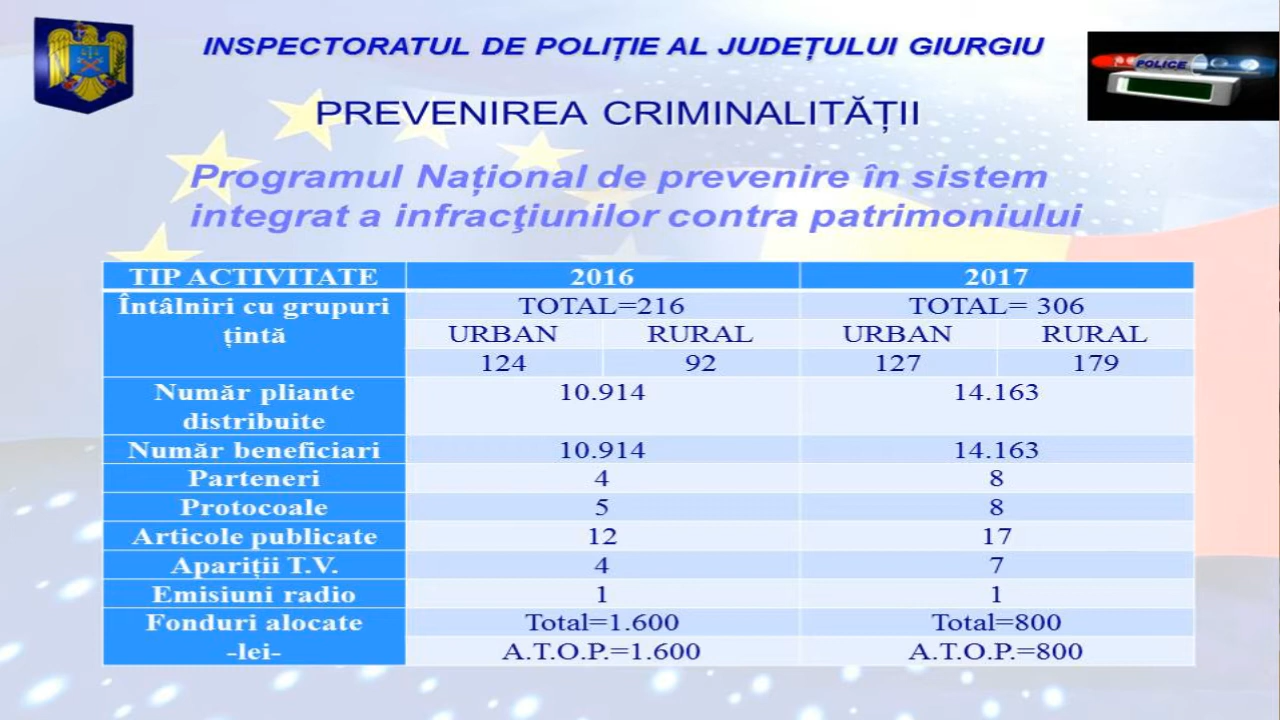 INSPECTORATUL DE POLIȚIE AL JUDEȚULUI GIURGIU
POLICE
PREVENIREA CRIMINALITĂȚII
Programul Național de prevenire în sistem
integrat a infracţiunilor contra patrimoniului
TIP ACTIVITATE 2016 2017
Întâlniri cu grupuri TOTAL=216 TOTAL= 306
țintă URBAN RURAL URBAN RURAL
124 92 127 179
Număr pliante 10.914 14.163
distribuite
Număr beneficiari 10.914 14.163
Parteneri 4 8
Protocoale 5 8
Articole publicate 12 17
Apariții T.V. 4 7
Emisiuni radio 1 1
Fonduri alocate Total=1.600 Total=800
-lei- A.T.O.P.=1.600 A.T.O.P.=800